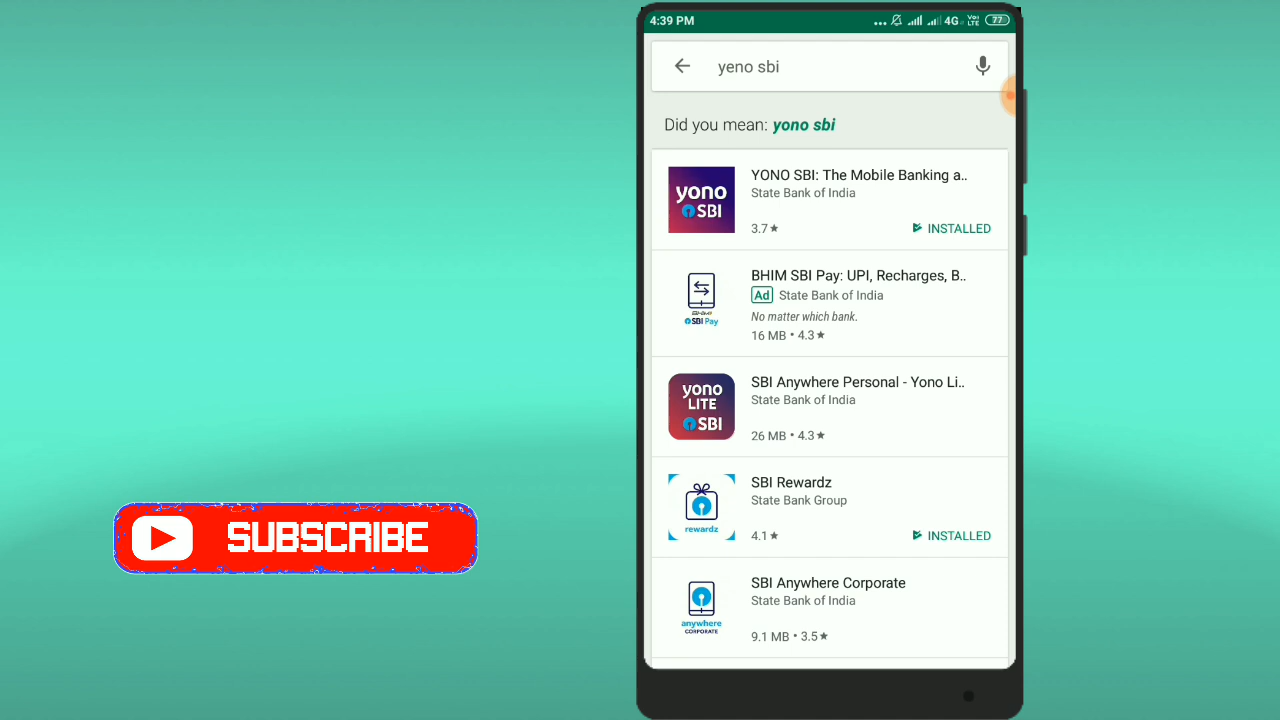 4:39 PM
4G
Vo)
LTE
77
yeno sbi
Did you mean: yono sbi
yono
SBI
YONO SBI: The Mobile Banking a..
State Bank of India
3.7★
INSTALLED
SBI Pay
BHIM SBI Pay: UPI, Recharges, B..
Ad State Bank of India
No matter which bank.
16 MB • 4.3★
yono
LITE
SBI
SBI Anywhere Personal - Yono Li..
State Bank of India
26 MB • 4.3★
rewardz
SBI Rewardz
State Bank Group
4.1★
INSTALLED
anywhere
CORPORATE
SBI Anywhere Corporate
State Bank of India
9.1 MB • 3.5★
SUBSCRIBE